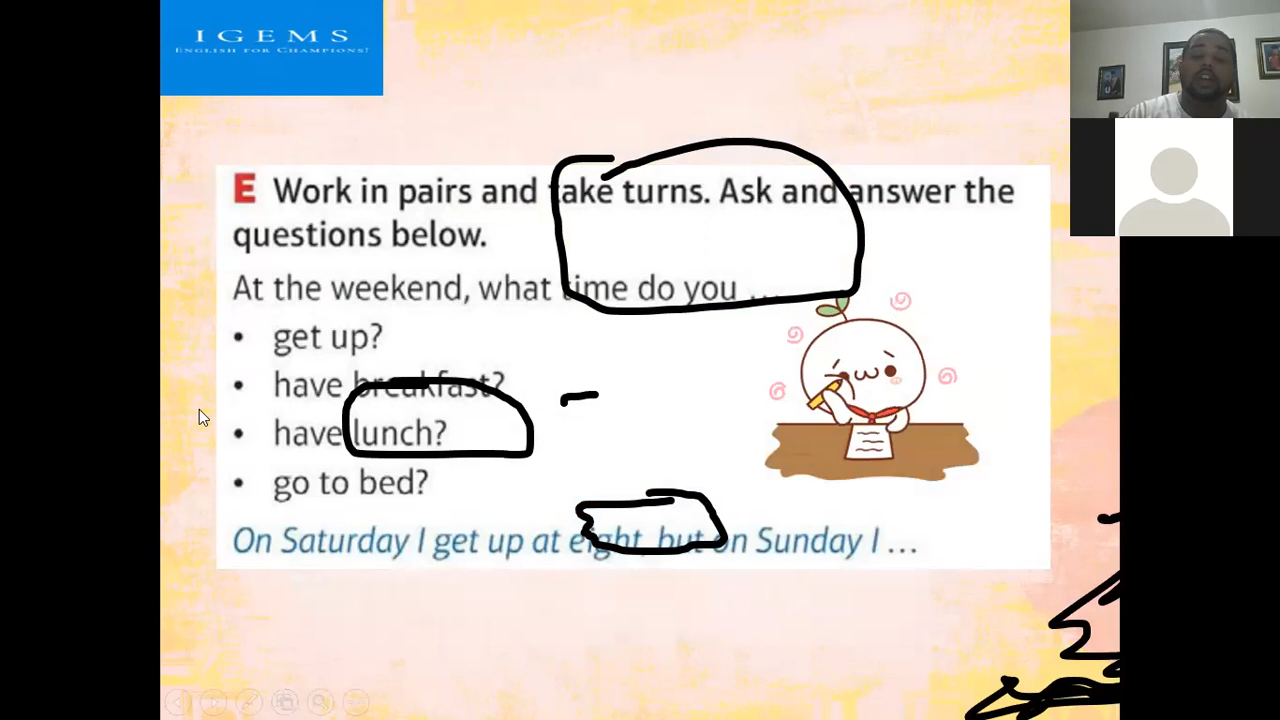 IGEMS
ENGLISH FOR CHAMPIONS!
E Work in pairs and take turns. Ask and answer the
questions below.
At the weekend, what time do you ...
• get up?
• have breakfast?
• have lunch?
• go to bed?
On Saturday I get up at eight, but on Sunday I ...